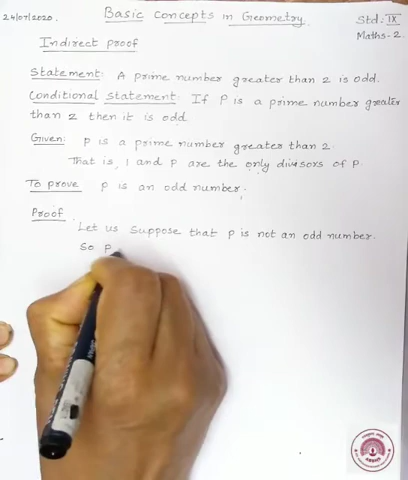 24/07/2020.
Basic Concepts in Geometry.
Std: IX
Maths-2.
Indirect proof
Statement: A prime number greater than 2 is odd.
Conditional Statement: If P is a prime number greater
than 2 then it is odd.
Given: P is a prime number greater than 2.
That is, 1 and P are the only divisors of P.
To prove P is an odd number.
Proof
Let us suppose that P is not an odd number.
So P